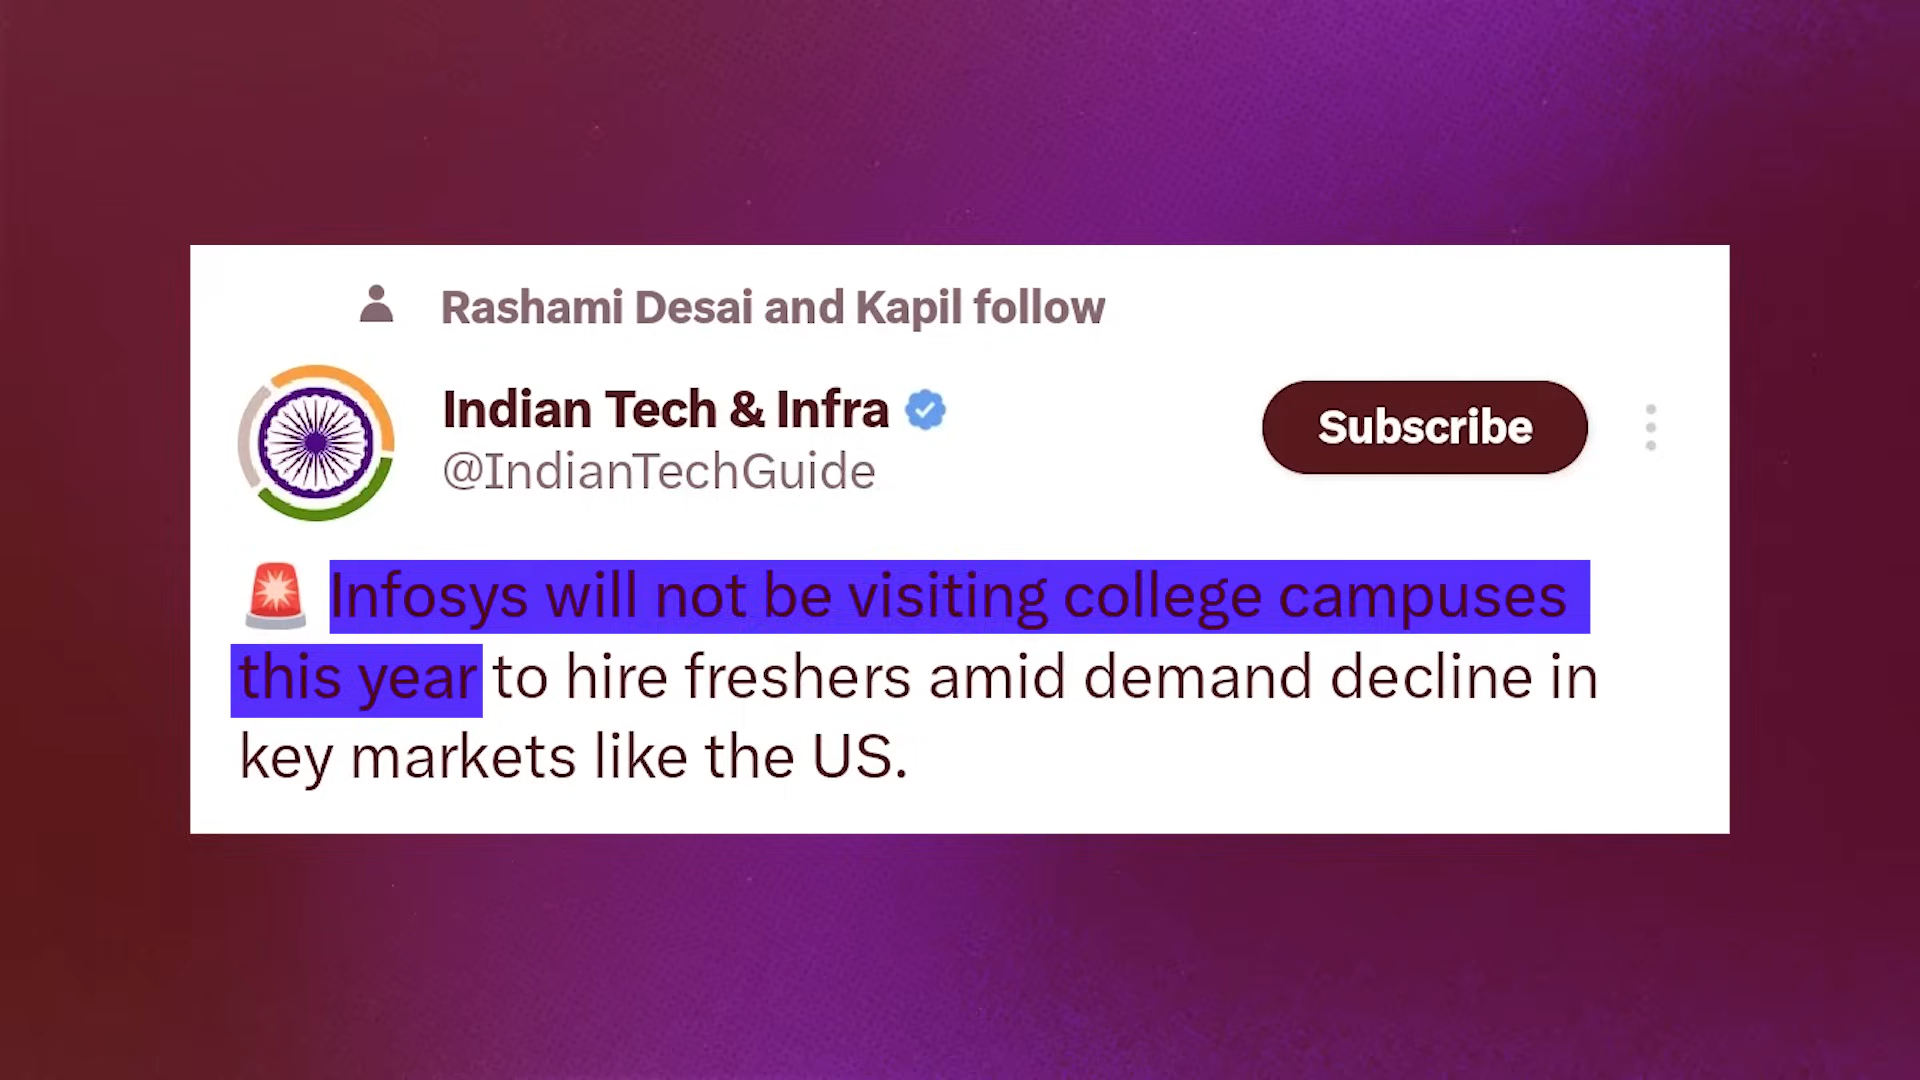 Rashami Desai and Kapil follow
Indian Tech & Infra
@IndianTechGuide
Subscribe
🚨 Infosys will not be visiting college campuses
this year to hire freshers amid demand decline in
key markets like the US.